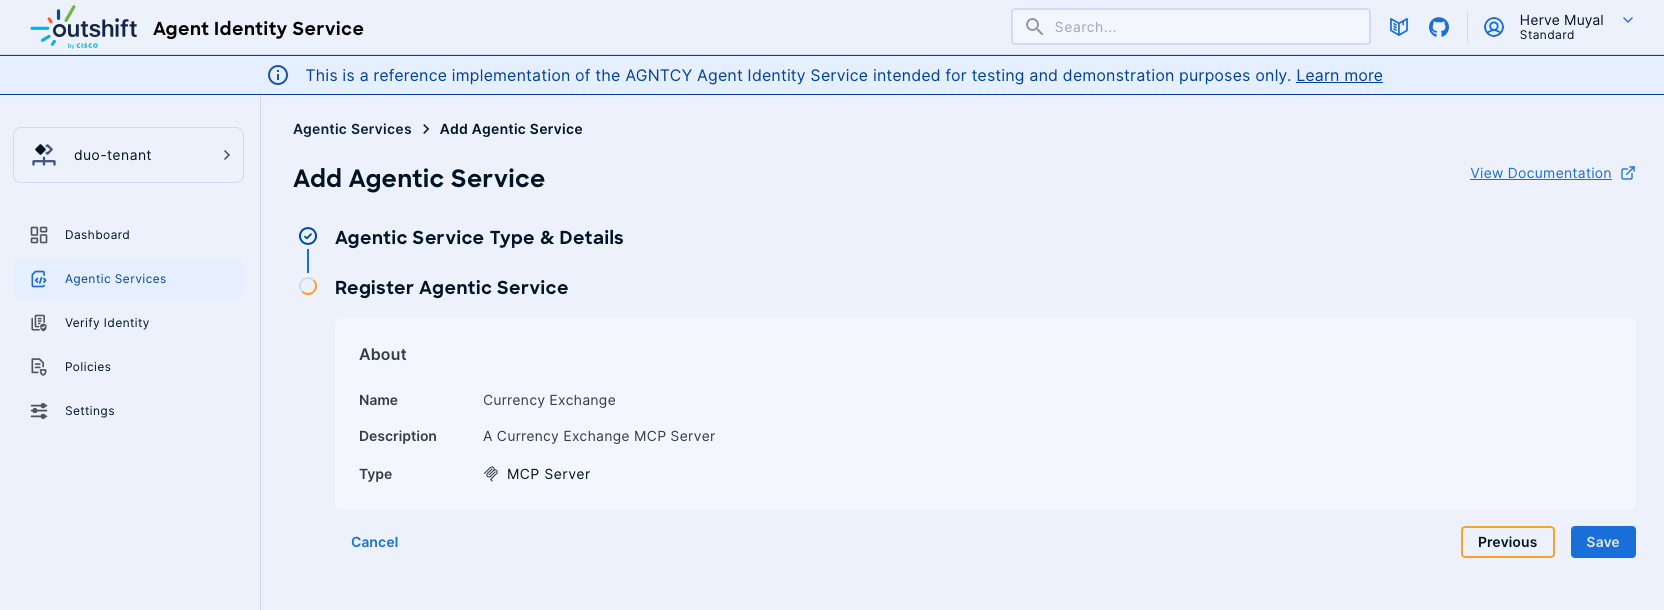 outshift
by CISCO
Agent Identity Service
Search...
Herve Muyal
Standard
This is a reference implementation of the AGNTCY Agent Identity Service intended for testing and demonstration purposes only. Learn more
duo-tenant
Dashboard
Agentic Services
Verify Identity
Policies
Settings
Agentic Services > Add Agentic Service
Add Agentic Service
View Documentation
Agentic Service Type & Details
Register Agentic Service
About
Name Currency Exchange
Description A Currency Exchange MCP Server
Type MCP Server
Cancel
Previous
Save